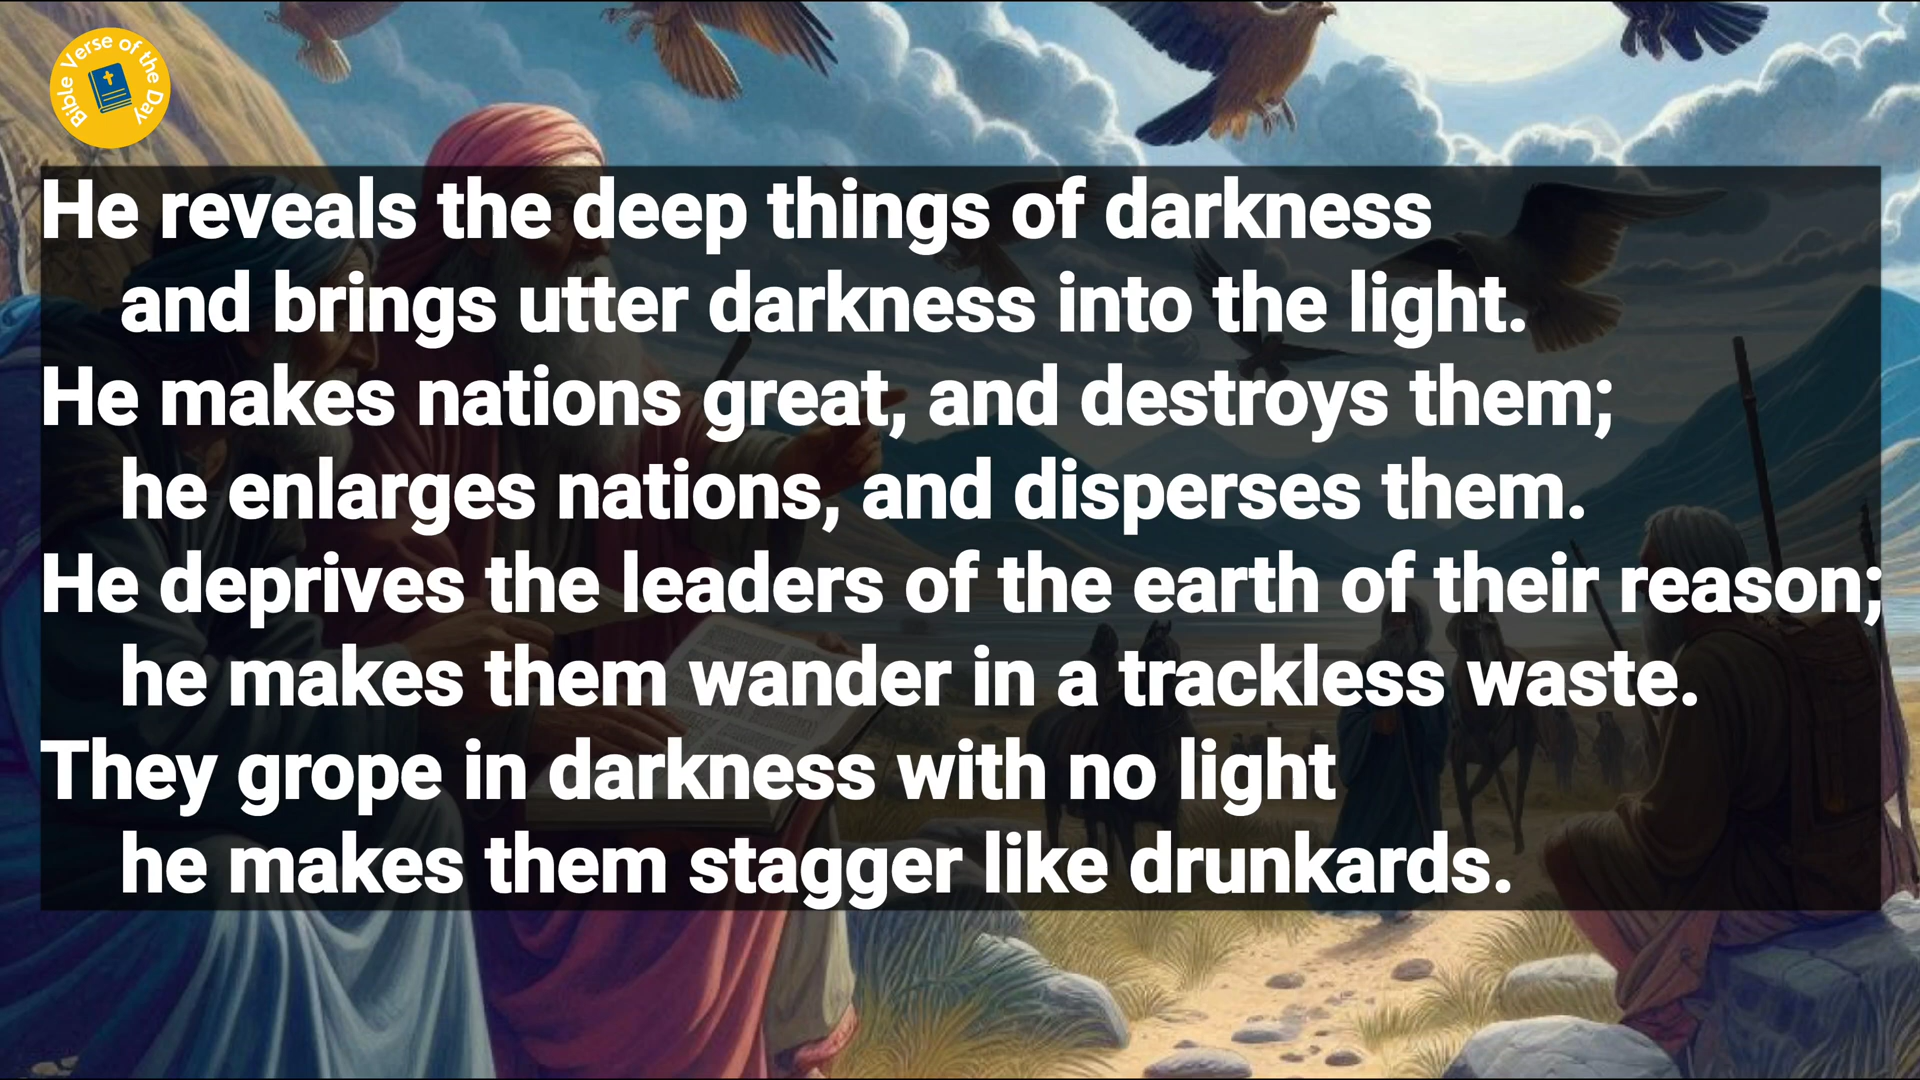 Bible Verse of the Day
He reveals the deep things of darkness
and brings utter darkness into the light.
He makes nations great, and destroys them;
he enlarges nations, and disperses them.
He deprives the leaders of the earth of their reason;
he makes them wander in a trackless waste.
They grope in darkness with no light
he makes them stagger like drunkards.